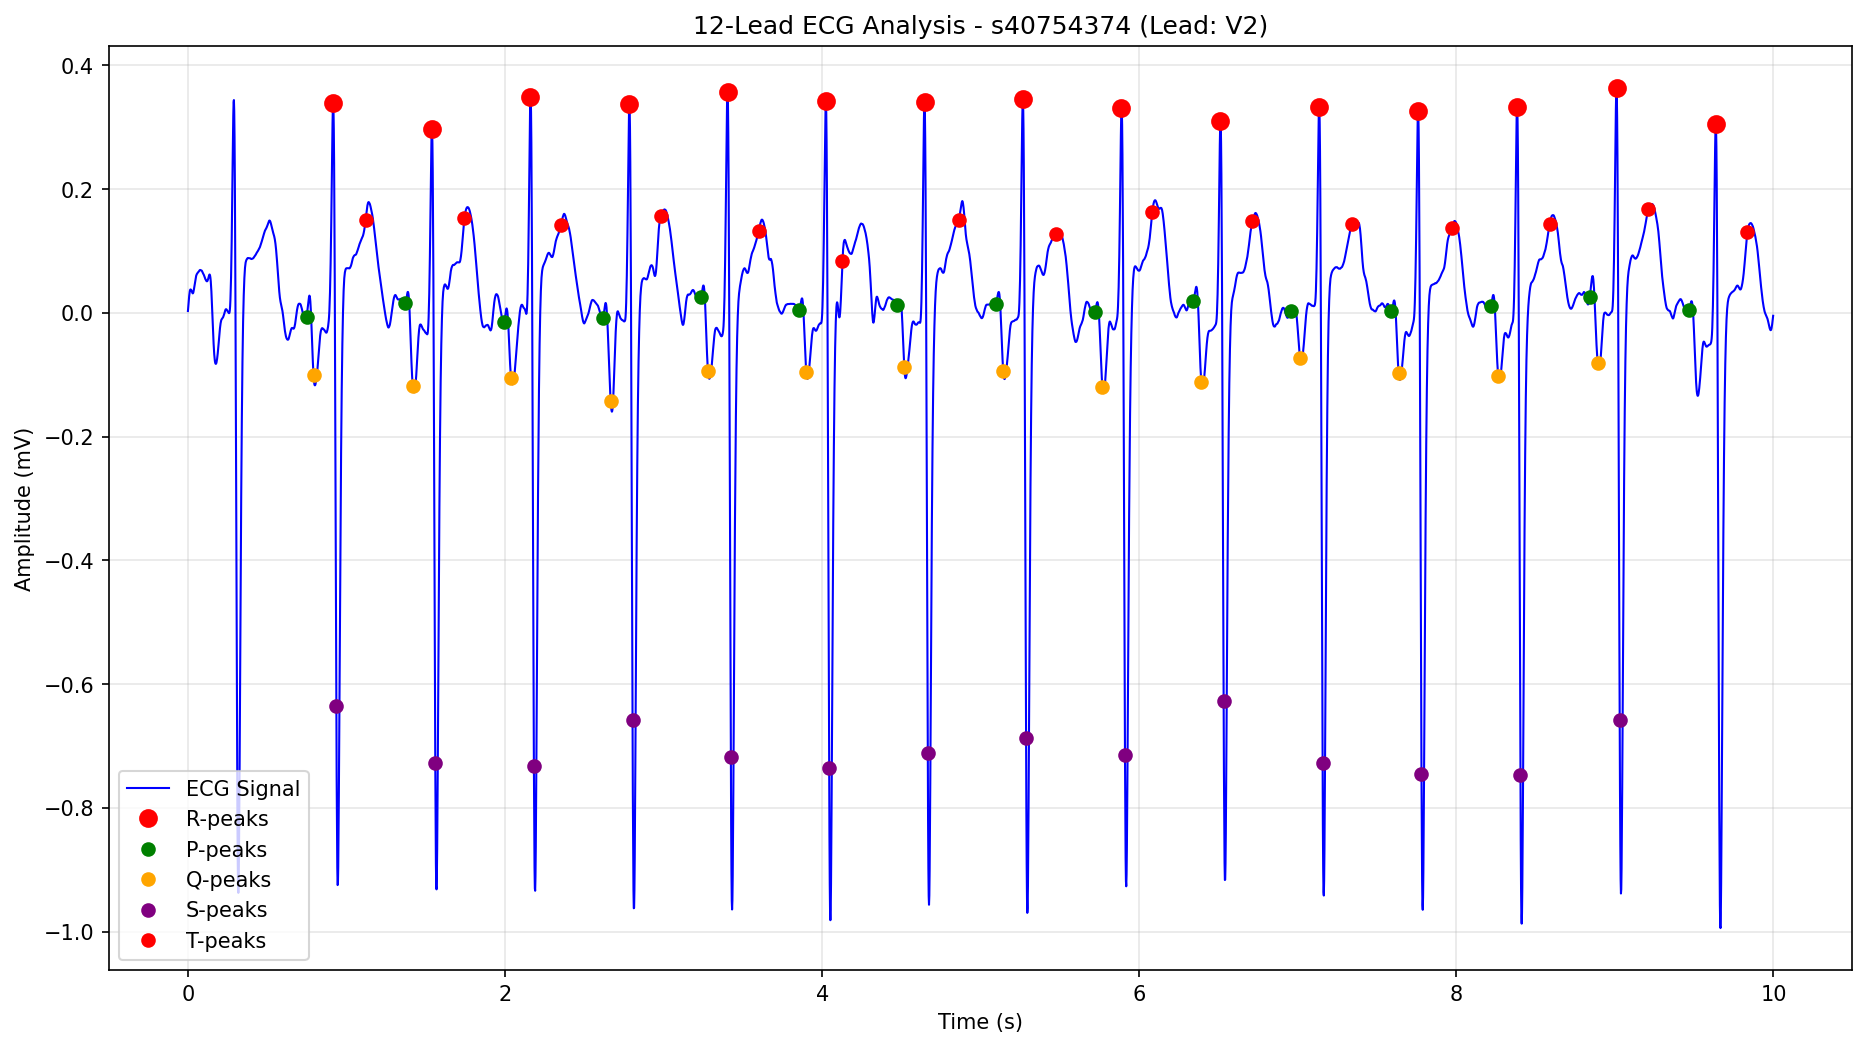 12-Lead ECG Analysis - s40754374 (Lead: V2)
0.4
0.2
0.0
−0.2
−0.4
−0.6
−0.8
−1.0
Amplitude (mV)
ECG Signal
R-peaks
P-peaks
Q-peaks
S-peaks
T-peaks
0 2 4 6 8 10
Time (s)